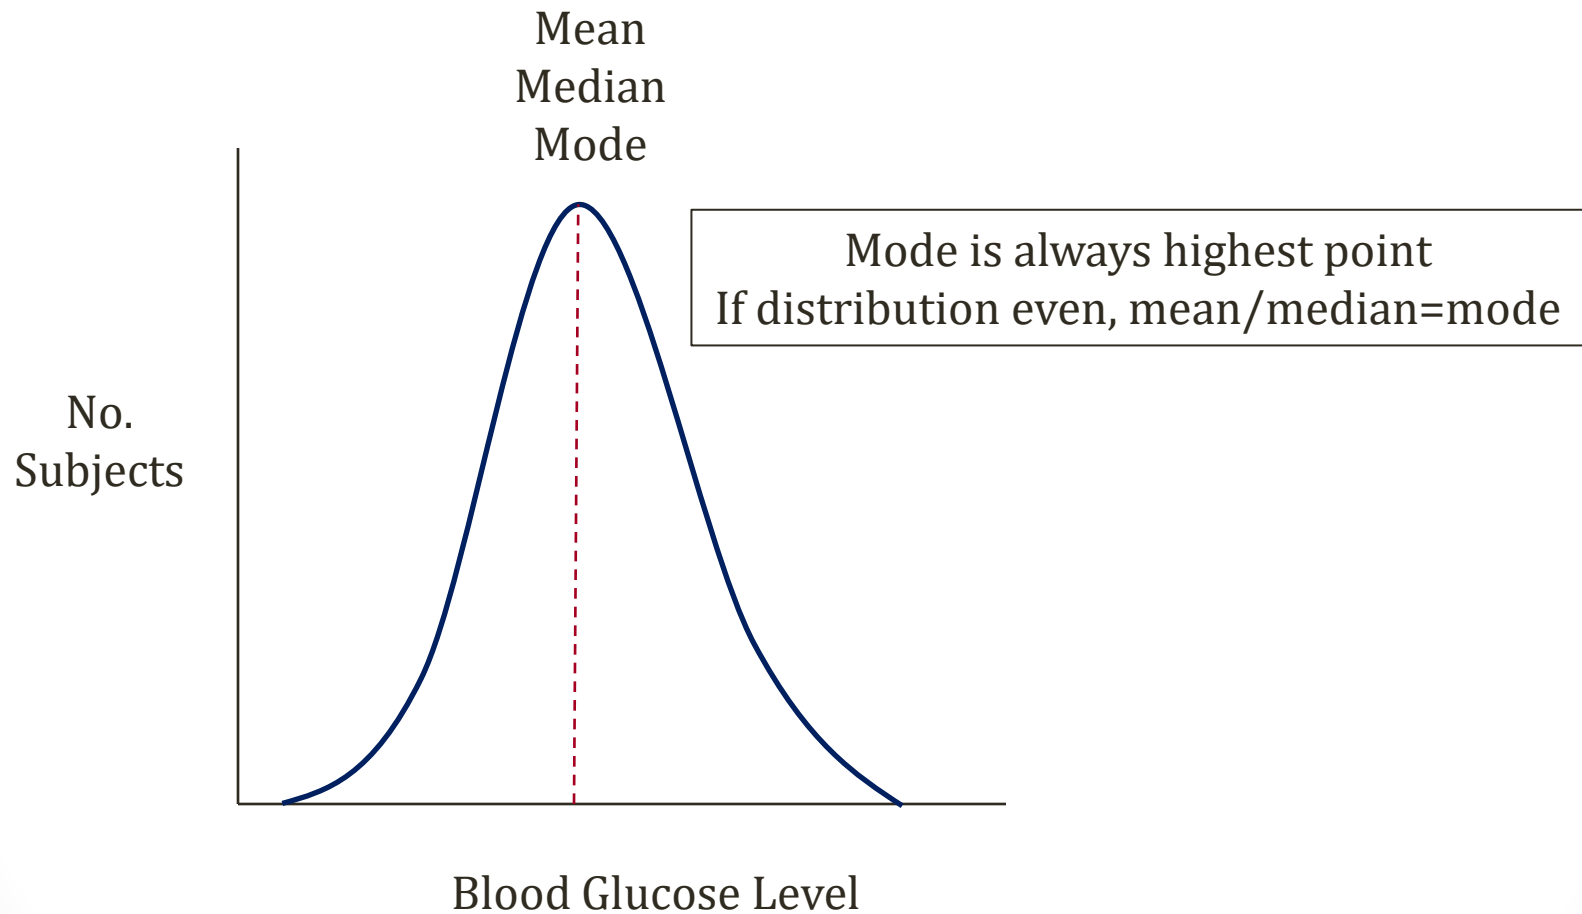 Mean
Median
Mode
Mode is always highest point
If distribution even, mean/median=mode
No.
Subjects
Blood Glucose Level